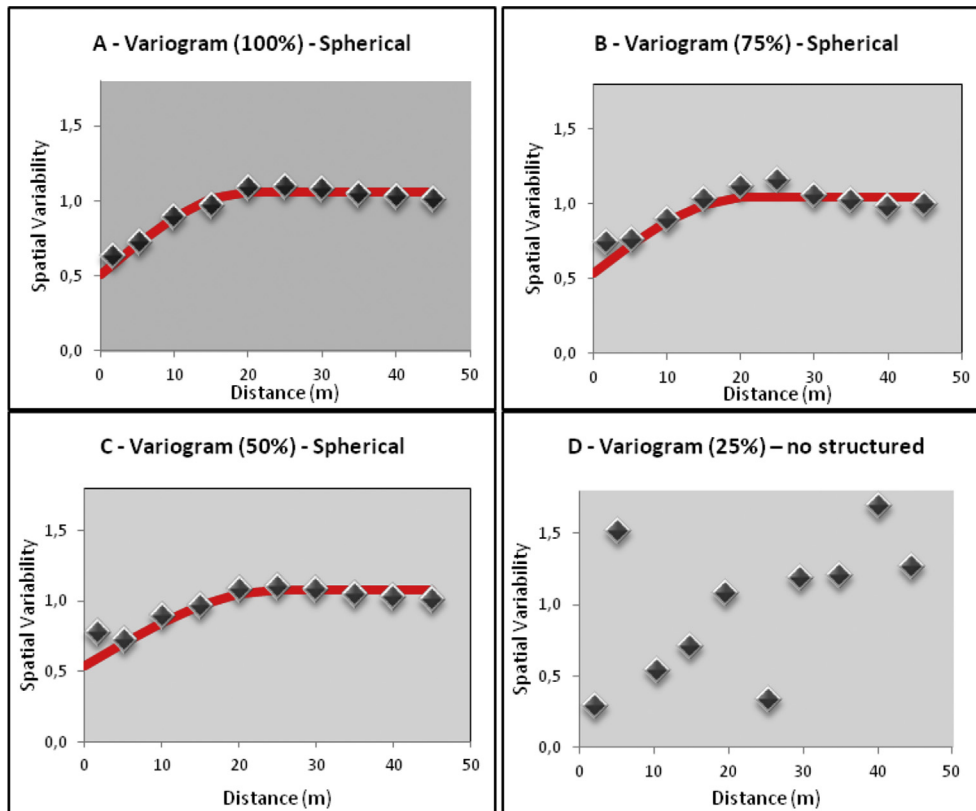 A - Variogram (100%) - Spherical
Spatial Variability
1,5
1,0
0,5
0,0
0 10 20 30 40 50
Distance (m)
B - Variogram (75%) - Spherical
Spatial Variability
1,5
1,0
0,5
0,0
0 10 20 30 40 50
Distance (m)
C - Variogram (50%) - Spherical
Spatial Variability
1,5
1,0
0,5
0,0
0 10 20 30 40 50
Distance (m)
D - Variogram (25%) – no structured
Spatial Variability
1,5
1,0
0,5
0,0
0 10 20 30 40 50
Distance (m)